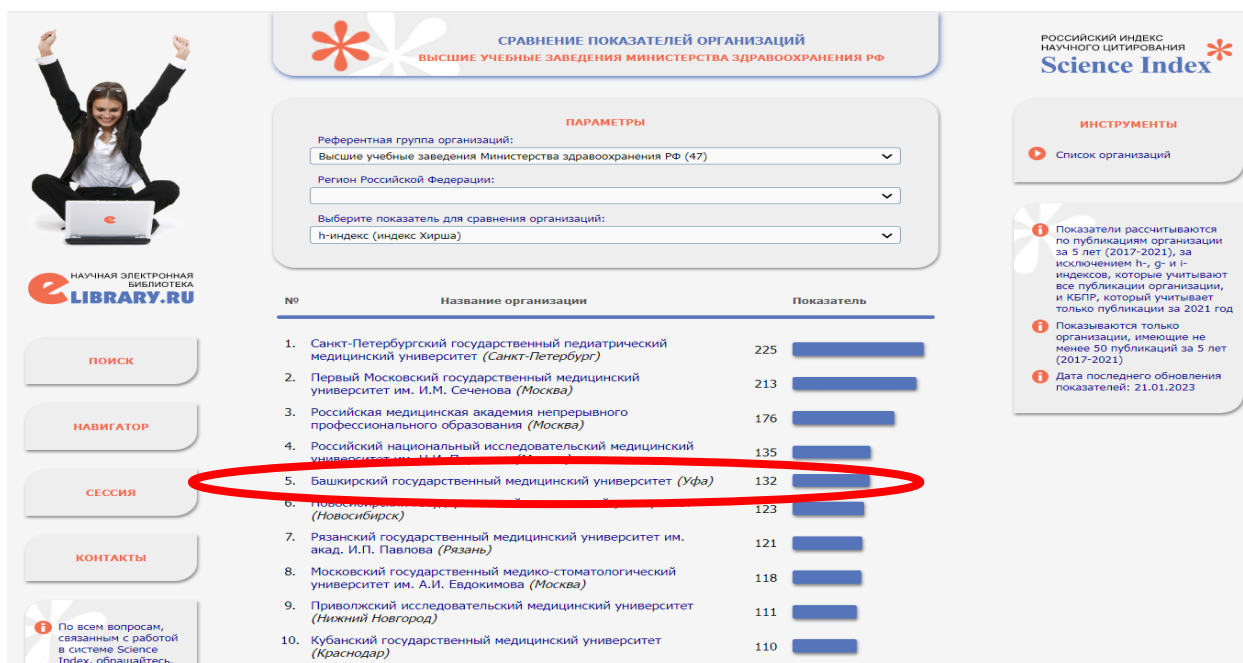 СРАВНЕНИЕ ПОКАЗАТЕЛЕЙ ОРГАНИЗАЦИЙ
ВЫСШИЕ УЧЕБНЫЕ ЗАВЕДЕНИЯ МИНИСТЕРСТВА ЗДРАВООХРАНЕНИЯ РФ
РОССИЙСКИЙ ИНДЕКС
НАУЧНОГО ЦИТИРОВАНИЯ
Science Index
ПАРАМЕТРЫ
Референтная группа организаций:
Высшие учебные заведения Министерства здравоохранения РФ (47)
Регион Российской Федерации:
Выберите показатель для сравнения организаций:
h-индекс (индекс Хирша)
ИНСТРУМЕНТЫ
Список организаций
Показатели рассчитываются
по публикациям организации
за 5 лет (2017-2021), за
исключением h-, g- и i-
индексов, которые учитывают
все публикации организации,
и КБПР, который учитывает
только публикации за 2021 год
Показываются только
организации, имеющие не
менее 50 публикаций за 5 лет
(2017-2021)
Дата последнего обновления
показателей: 21.01.2023
НАУЧНАЯ ЭЛЕКТРОННАЯ
БИБЛИОТЕКА
eLIBRARY.RU
ПОИСК
НАВИГАТОР
СЕССИЯ
КОНТАКТЫ
По всем вопросам,
связанным с работой
в системе Science
Index, обращайтесь,
№ Название организации Показатель
1. Санкт-Петербургский государственный педиатрический
медицинский университет (Санкт-Петербург) 225
2. Первый Московский государственный медицинский
университет им. И.М. Сеченова (Москва) 213
3. Российская медицинская академия непрерывного
профессионального образования (Москва) 176
4. Российский национальный исследовательский медицинский
университет им. 135
5. Башкирский государственный медицинский университет (Уфа) 132
6. Новосибирский
(Новосибирск) 123
7. Рязанский государственный медицинский университет им.
акад. И.П. Павлова (Рязань) 121
8. Московский государственный медико-стоматологический
университет им. А.И. Евдокимова (Москва) 118
9. Приволжский исследовательский медицинский университет
(Нижний Новгород) 111
10. Кубанский государственный медицинский университет
(Краснодар) 110